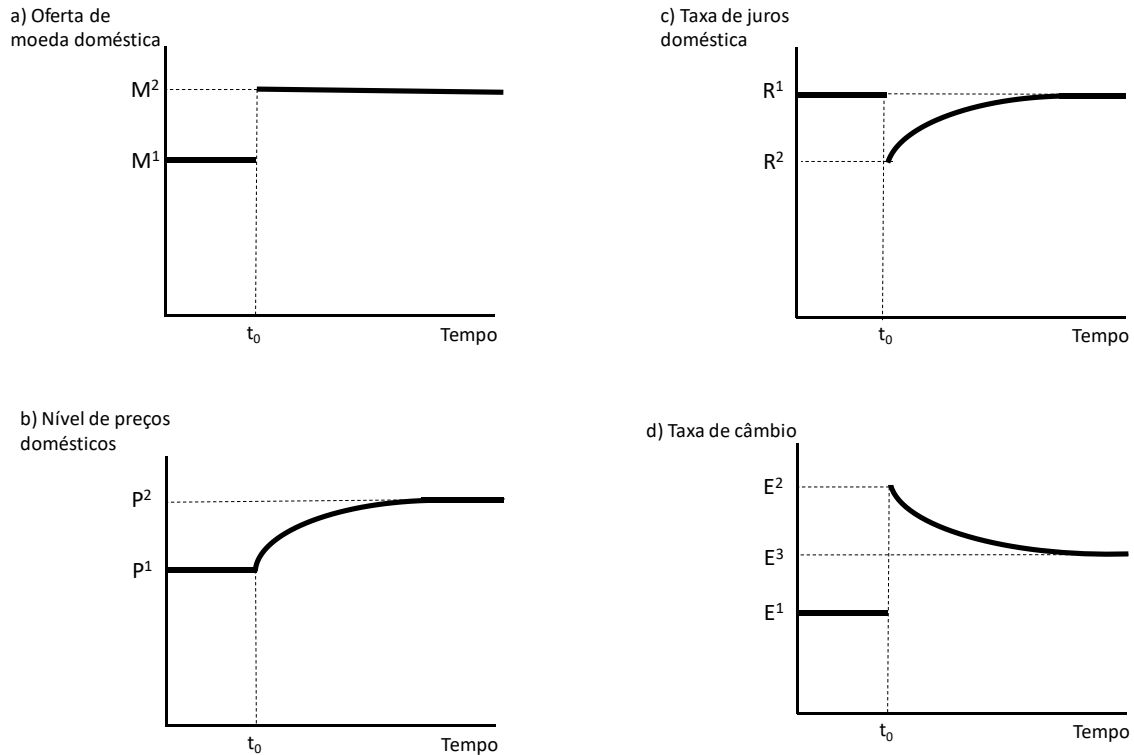 a) Oferta de
moeda doméstica
M²
M¹
t₀
Tempo
c) Taxa de juros
doméstica
R¹
R²
t₀
Tempo
b) Nível de preços
domésticos
P²
P¹
t₀
Tempo
d) Taxa de câmbio
E²
E³
E¹
t₀
Tempo